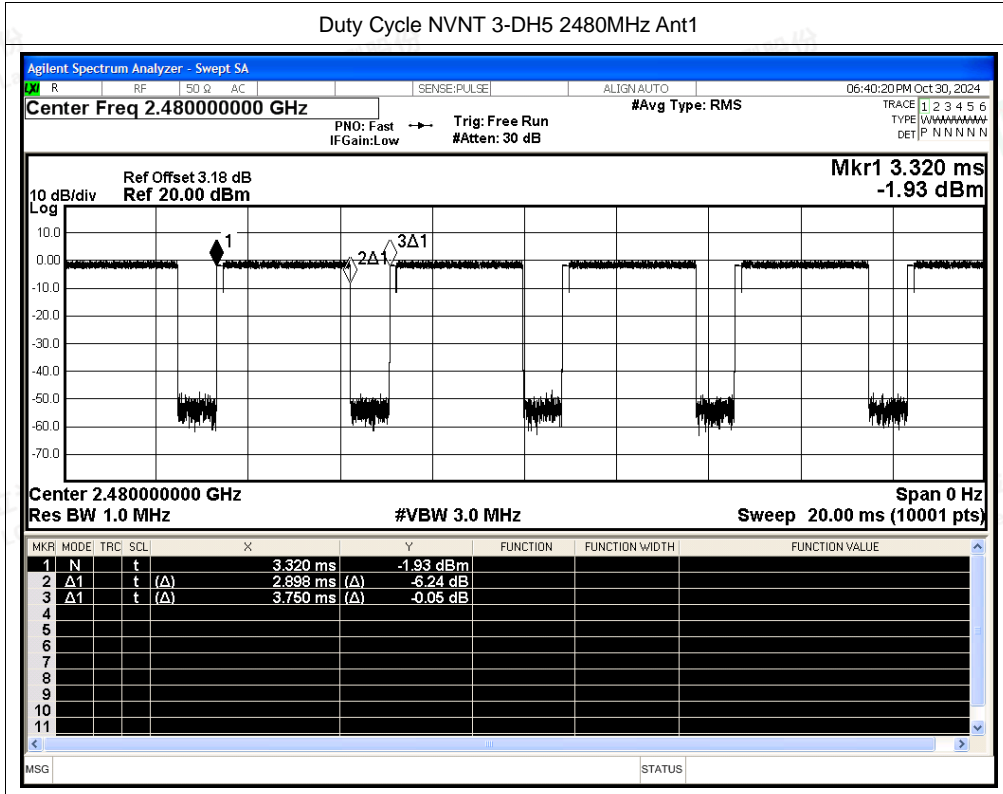 Duty Cycle NVNT 3-DH5 2480MHz Ant1
Agilent Spectrum Analyzer - Swept SA
LXI R RF 50 Ω AC SENSE:PULSE ALIGN AUTO 06:40:20 PM Oct 30, 2024
Center Freq 2.480000000 GHz #Avg Type: RMS TRACE 1 2 3 4 5 6
PNO: Fast Trig: Free Run TYPE
IFGain:Low #Atten: 30 dB DET P N N N N N
Mkr1 3.320 ms
Ref Offset 3.18 dB
-1.93 dBm
10 dB/div Ref 20.00 dBm
Log
10.0
0.00
-10.0
-20.0
-30.0
-40.0
-50.0
-60.0
-70.0
1
2Δ1
3Δ1
Center 2.480000000 GHz Span 0 Hz
Res BW 1.0 MHz #VBW 3.0 MHz Sweep 20.00 ms (10001 pts)
MKR MODE TRC SCL X Y FUNCTION FUNCTION WIDTH FUNCTION VALUE
1 N t 3.320 ms -1.93 dBm
2 Δ1 t (Δ) 2.898 ms (Δ) -6.24 dB
3 Δ1 t (Δ) 3.750 ms (Δ) -0.05 dB
4
5
6
7
8
9
10
11
MSG STATUS